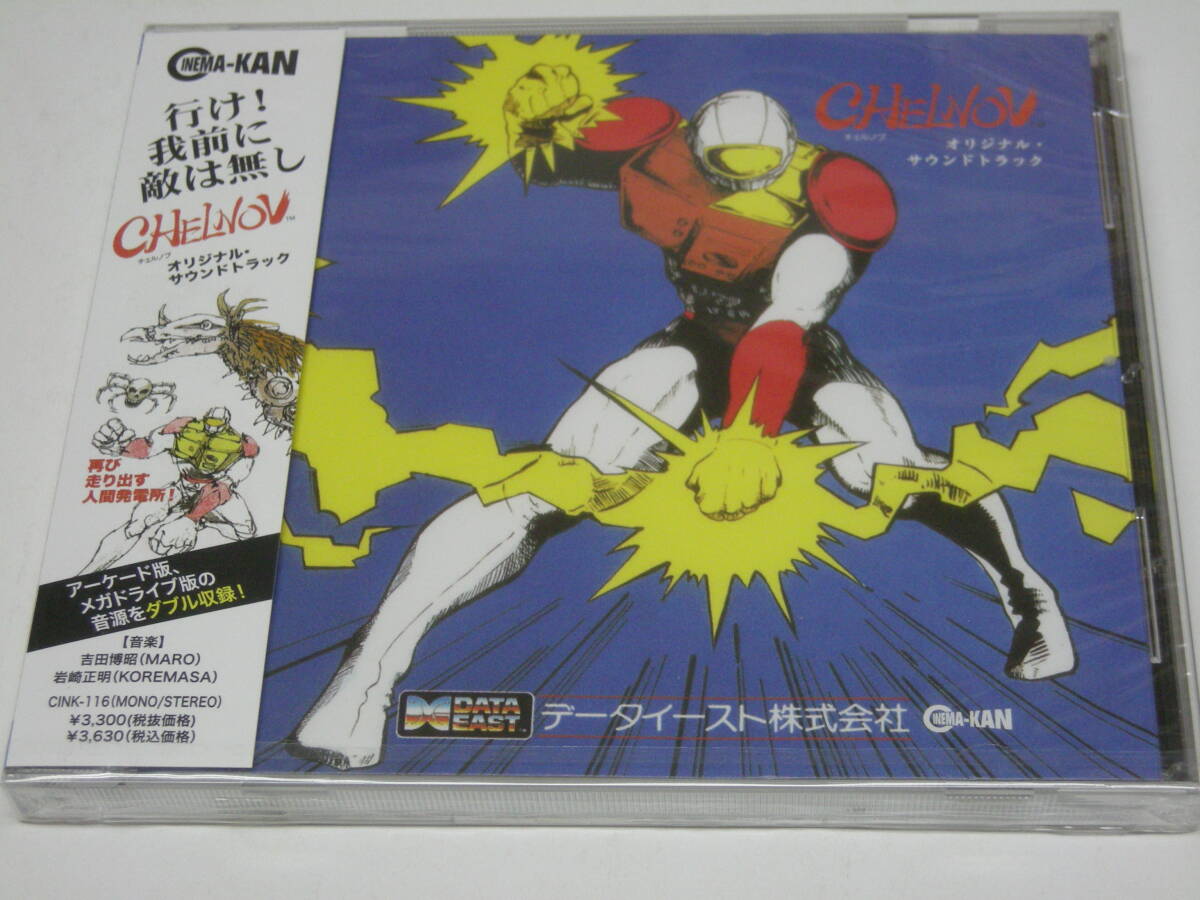 CINEMA-KAN
行け!
我前に
敵は無し
CHELNOV™
チェルノブ
オリジナル・
サウンドトラック
再び
走り出す
人間発電所!
アーケード版、
メガドライブ版の
音源をダブル収録!
【音楽】
吉田博昭(MARO)
岩崎正明(KOREMASA)
CINK-116(MONO/STEREO)
¥3,300(税抜価格)
¥3,630(税込価格)
CHELNOV
チェルノブ
オリジナル・
サウンドトラック
DATA
EAST
データイースト株式会社
CINEMA-KAN